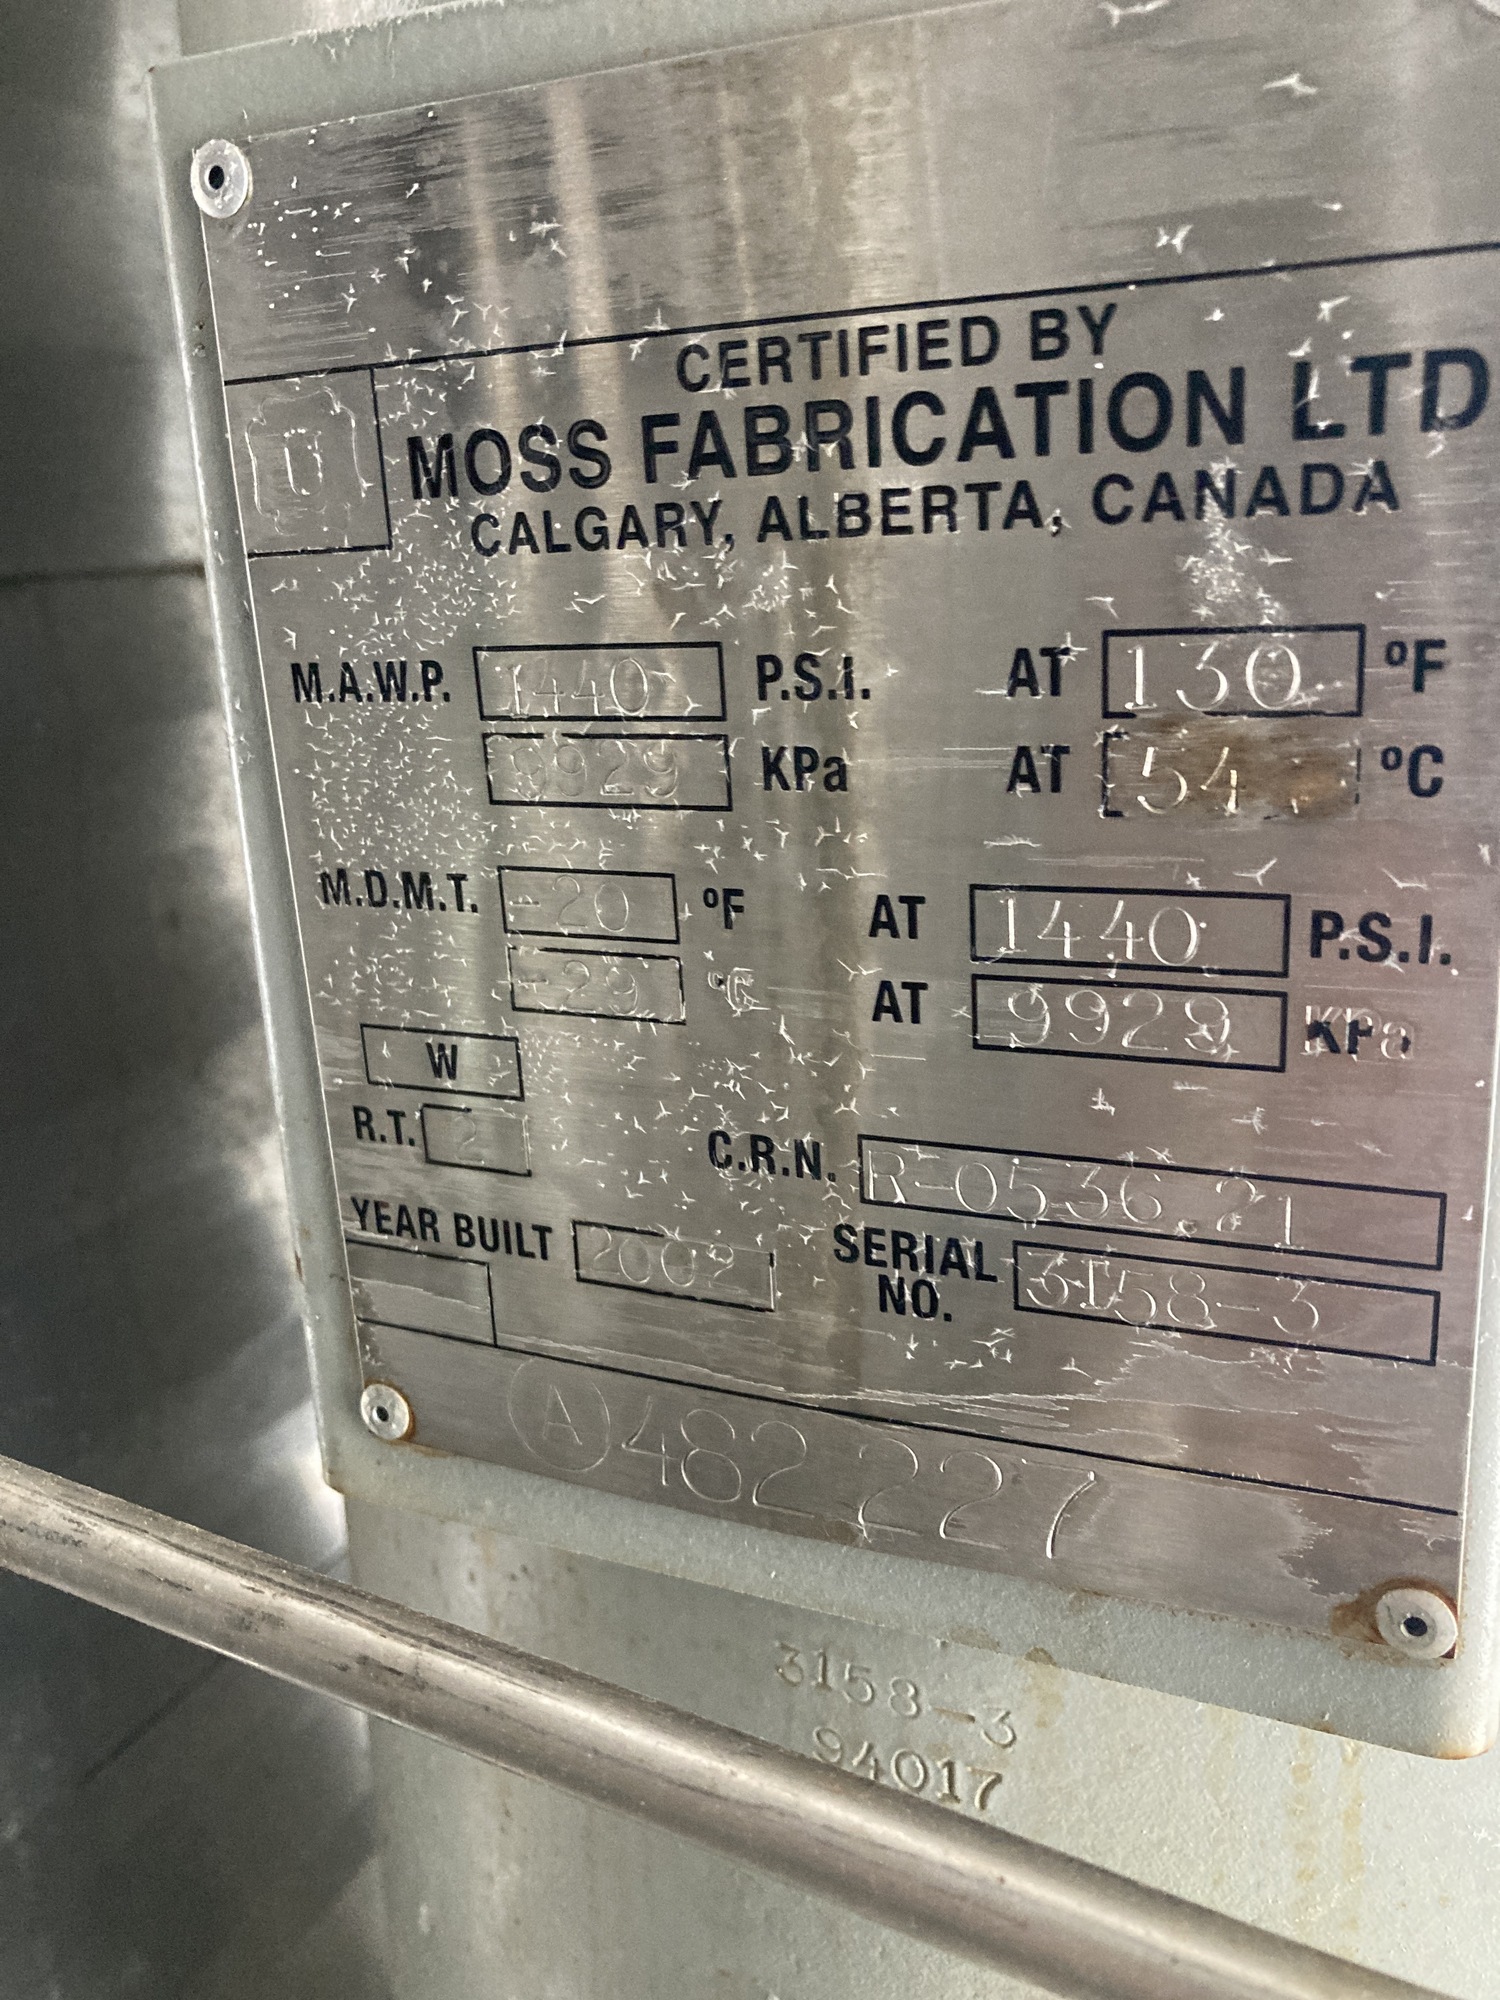 CERTIFIED BY
U
MOSS FABRICATION LTD
CALGARY, ALBERTA, CANADA
M.A.W.P. 1440 P.S.I. AT 130 °F
9929 KPa AT 54 °C
M.D.M.T. -20 °F AT 1440 P.S.I.
-29 °C AT 9929 KPa
W
R.T. 2 C.R.N. R-0536.21
YEAR BUILT 2002 SERIAL NO. 3158-3
A 482227
3158-3
94017